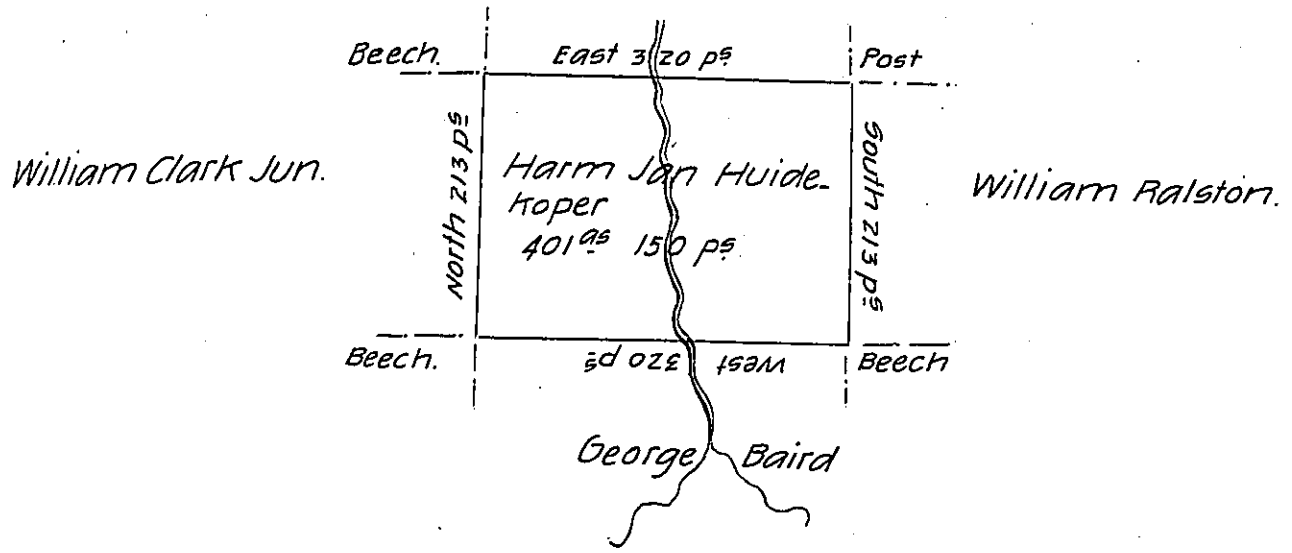 Beech. East 320 ps Post
William Clark Jun.
North 213 ps
Harm Jan Huide-
koper
401 as 150 ps
South 213 ps
William Ralston.
Beech. West 320 ps Beech
George Baird